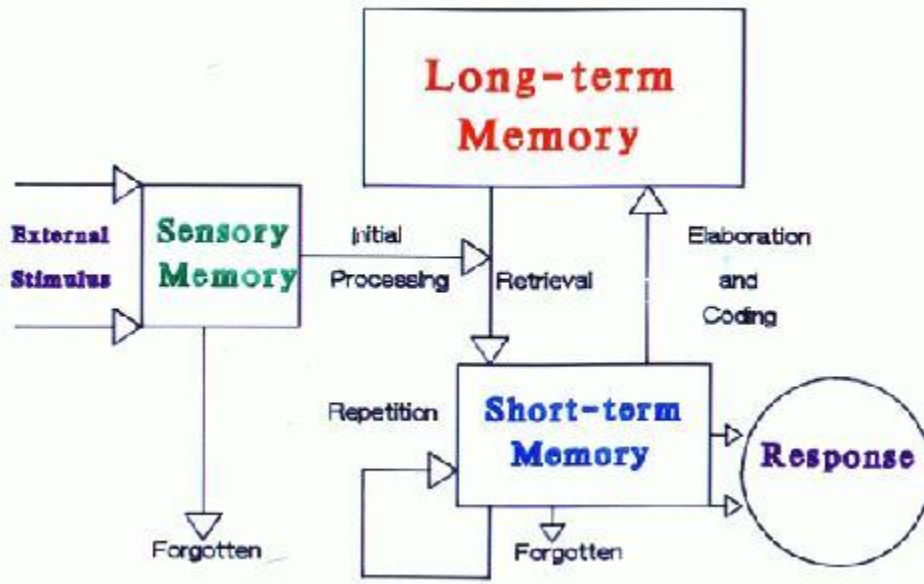 Long-term
Memory
External
Stimulus
Sensory
Memory
Initial
Processing
Retrieval
Elaboration
and
Coding
Repetition
Short-term
Memory
Response
Forgotten
Forgotten